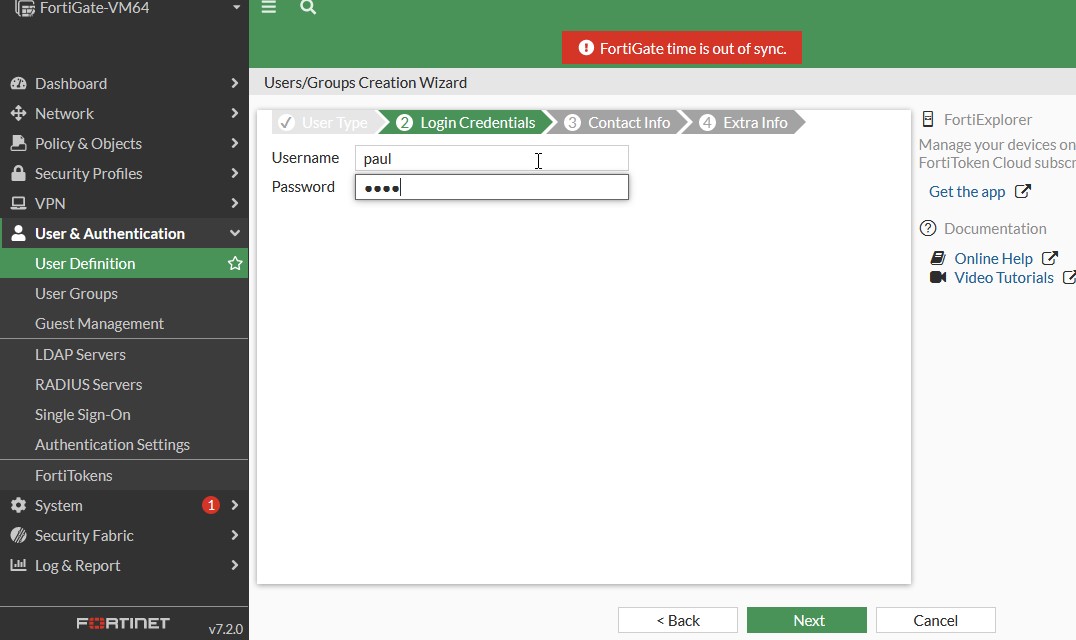 FortiGate-VM64
Dashboard
Network
Policy & Objects
Security Profiles
VPN
User & Authentication
User Definition
User Groups
Guest Management
LDAP Servers
RADIUS Servers
Single Sign-On
Authentication Settings
FortiTokens
System 1
Security Fabric
Log & Report
FORTINET v7.2.0
FortiGate time is out of sync.
Users/Groups Creation Wizard
User Type 2 Login Credentials 3 Contact Info 4 Extra Info
Username paul
Password ••••
< Back Next Cancel
FortiExplorer
Manage your devices on
FortiToken Cloud subscr
Get the app
Documentation
Online Help
Video Tutorials